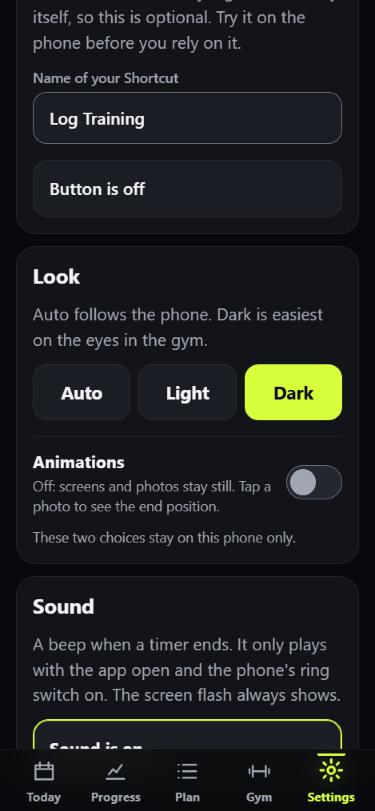 itself, so this is optional. Try it on the
phone before you rely on it.
Name of your Shortcut
Log Training
Button is off
Look
Auto follows the phone. Dark is easiest
on the eyes in the gym.
Auto
Light
Dark
Animations
Off: screens and photos stay still. Tap a
photo to see the end position.
These two choices stay on this phone only.
Sound
A beep when a timer ends. It only plays
with the app open and the phone's ring
switch on. The screen flash always shows.
Sound is on
Today
Progress
Plan
Gym
Settings